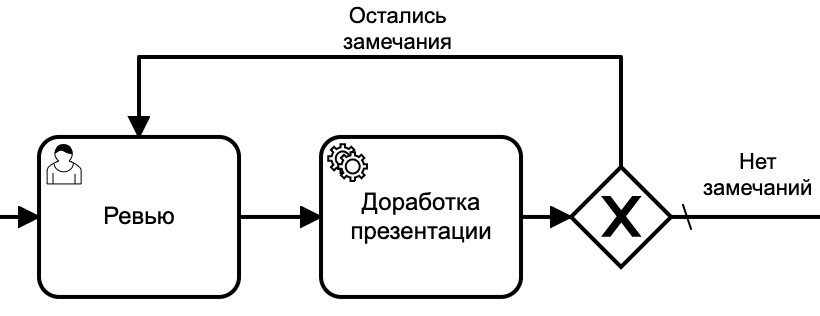 Остались
замечания
Ревью
Доработка
презентации
X
Нет
замечаний